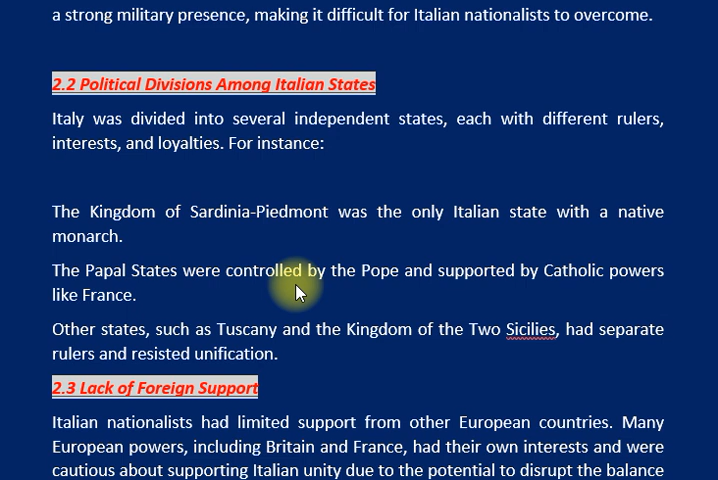 a strong military presence, making it difficult for Italian nationalists to overcome.
2.2 Political Divisions Among Italian States
Italy was divided into several independent states, each with different rulers,
interests, and loyalties. For instance:
The Kingdom of Sardinia-Piedmont was the only Italian state with a native
monarch.
The Papal States were controlled by the Pope and supported by Catholic powers
like France.
Other states, such as Tuscany and the Kingdom of the Two Sicilies, had separate
rulers and resisted unification.
2.3 Lack of Foreign Support
Italian nationalists had limited support from other European countries. Many
European powers, including Britain and France, had their own interests and were
cautious about supporting Italian unity due to the potential to disrupt the balance